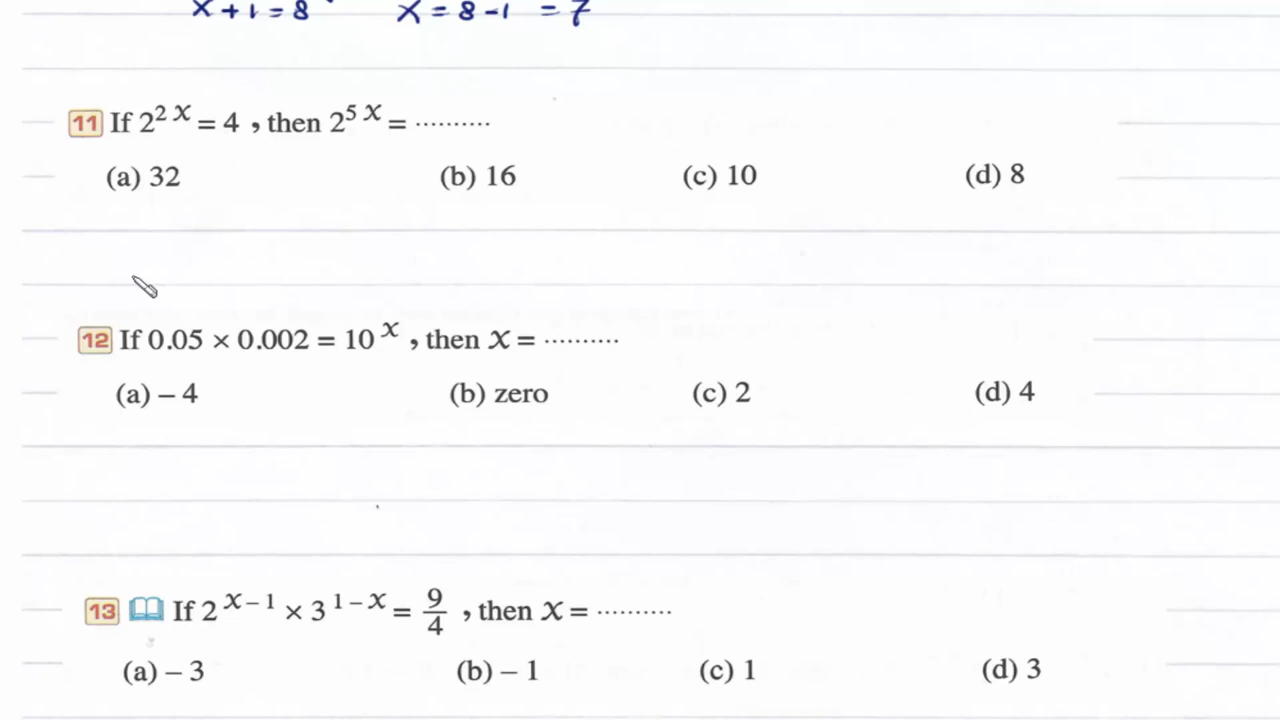 x + 1 = 8 x = 8 - 1 = 7
11 If 2^{2x} = 4 , then 2^{5x} = ..........
(a) 32 (b) 16 (c) 10 (d) 8
12 If 0.05 × 0.002 = 10^x , then x = ..........
(a) – 4 (b) zero (c) 2 (d) 4
13 If 2^{x – 1} × 3^{1 – x} = 9/4 , then x = ..........
(a) – 3 (b) – 1 (c) 1 (d) 3